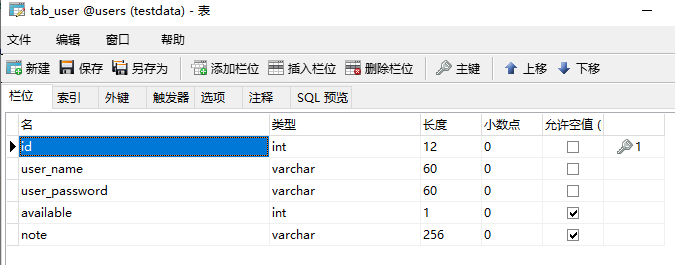 tab_user @users (testdata) - 表
文件 编辑 窗口 帮助
新建 保存 另存为 添加栏位 插入栏位 删除栏位 主键 上移 下移
栏位 索引 外键 触发器 选项 注释 SQL 预览
名 类型 长度 小数点 允许空值 (
id int 12 0 1
user_name varchar 60 0
user_password varchar 60 0
available int 1 0
note varchar 256 0